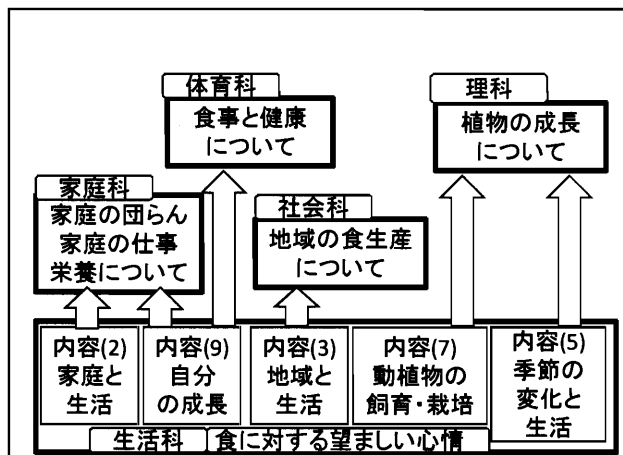 体育科
食事と健康
について
理科
植物の成長
について
家庭科
家庭の団らん
家庭の仕事
栄養について
社会科
地域の食生産
について
内容(2)
家庭と
生活
内容(9)
自分
の成長
内容(3)
地域と
生活
内容(7)
動植物の
飼育・栽培
内容(5)
季節の
変化と
生活
生活科
食に対する望ましい心情